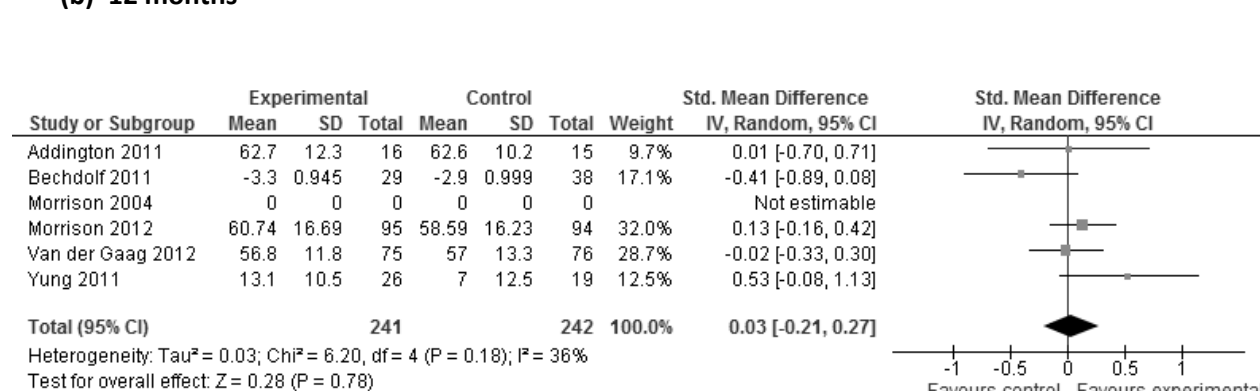 (b) 12 months
Experimental Control Std. Mean Difference Std. Mean Difference
Study or Subgroup Mean SD Total Mean SD Total Weight IV, Random, 95% CI IV, Random, 95% CI
Addington 2011 62.7 12.3 16 62.6 10.2 15 9.7% 0.01 [-0.70, 0.71]
Bechdolf 2011 -3.3 0.945 29 -2.9 0.999 38 17.1% -0.41 [-0.89, 0.08]
Morrison 2004 0 0 0 0 0 0 Not estimable
Morrison 2012 60.74 16.69 95 58.59 16.23 94 32.0% 0.13 [-0.16, 0.42]
Van der Gaag 2012 56.8 11.8 75 57 13.3 76 28.7% -0.02 [-0.33, 0.30]
Yung 2011 13.1 10.5 26 7 12.5 19 12.5% 0.53 [-0.08, 1.13]
Total (95% CI) 241 242 100.0% 0.03 [-0.21, 0.27]
Heterogeneity: Tau² = 0.03; Chi² = 6.20, df = 4 (P = 0.18); I² = 36%
-1 -0.5 0 0.5 1
Test for overall effect: Z = 0.28 (P = 0.78)
Favours control Favours experimenta